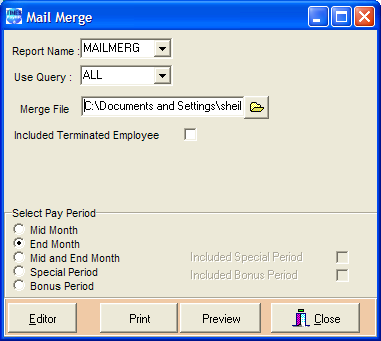 Mail Merge
Report Name : MAILMERG
Use Query : ALL
Merge File C:\Documents and Settings\sheil
Included Terminated Employee
Select Pay Period
Mid Month
End Month
Mid and End Month Included Special Period
Special Period Included Bonus Period
Bonus Period
Editor Print Preview Close